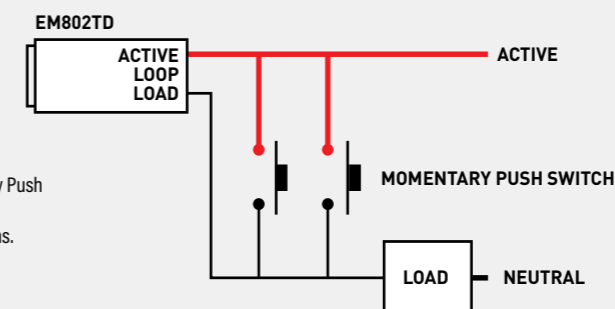 EM802TD
ACTIVE
LOOP
LOAD
ACTIVE
Push
MOMENTARY PUSH SWITCH
LOAD
NEUTRAL